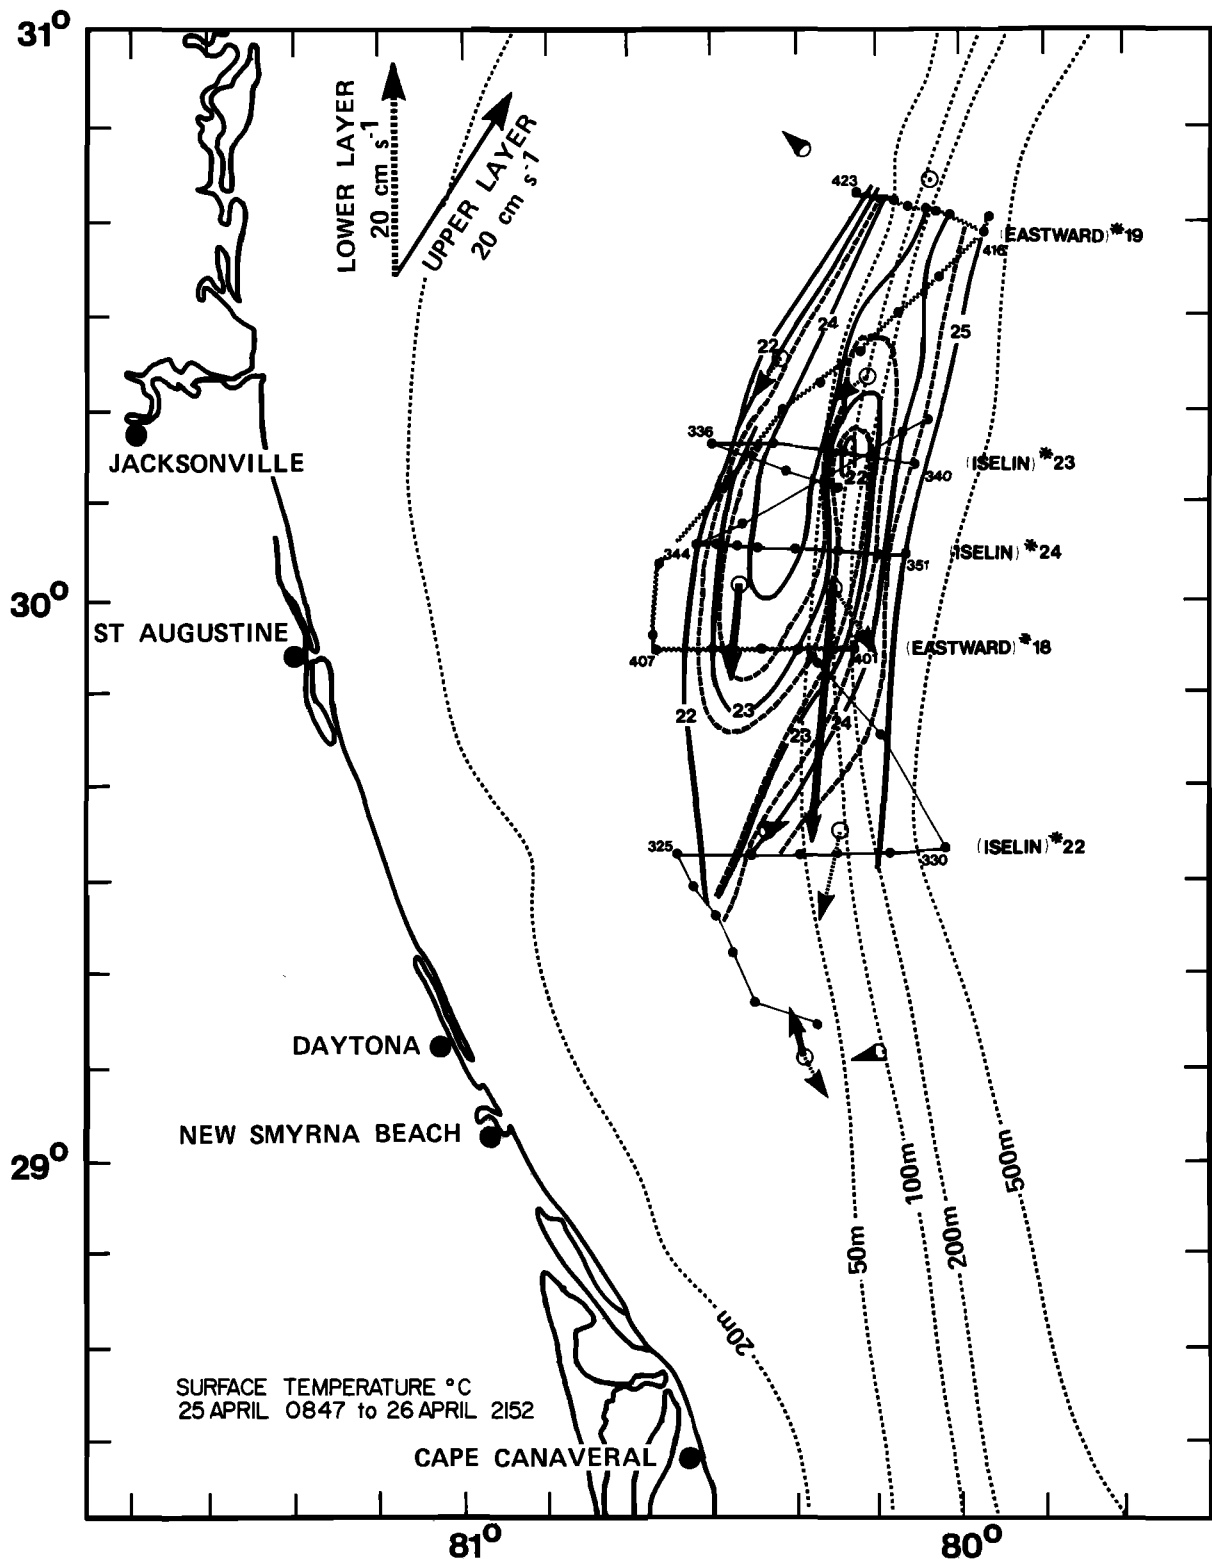 31°
LOWER LAYER
20 cm s⁻¹
UPPER LAYER
20 cm s⁻¹
423
(EASTWARD)*19
416
24
25
22
336
JACKSONVILLE
22
340
(ISELIN)*23
344
351
(ISELIN)*24
30°
ST AUGUSTINE
407
401
(EASTWARD)*18
22
23
23
24
325
330
(ISELIN)*22
DAYTONA
NEW SMYRNA BEACH
29°
50m
100m
200m
500m
20m
SURFACE TEMPERATURE °C
25 APRIL 0847 to 26 APRIL 2152
CAPE CANAVERAL
81°
80°